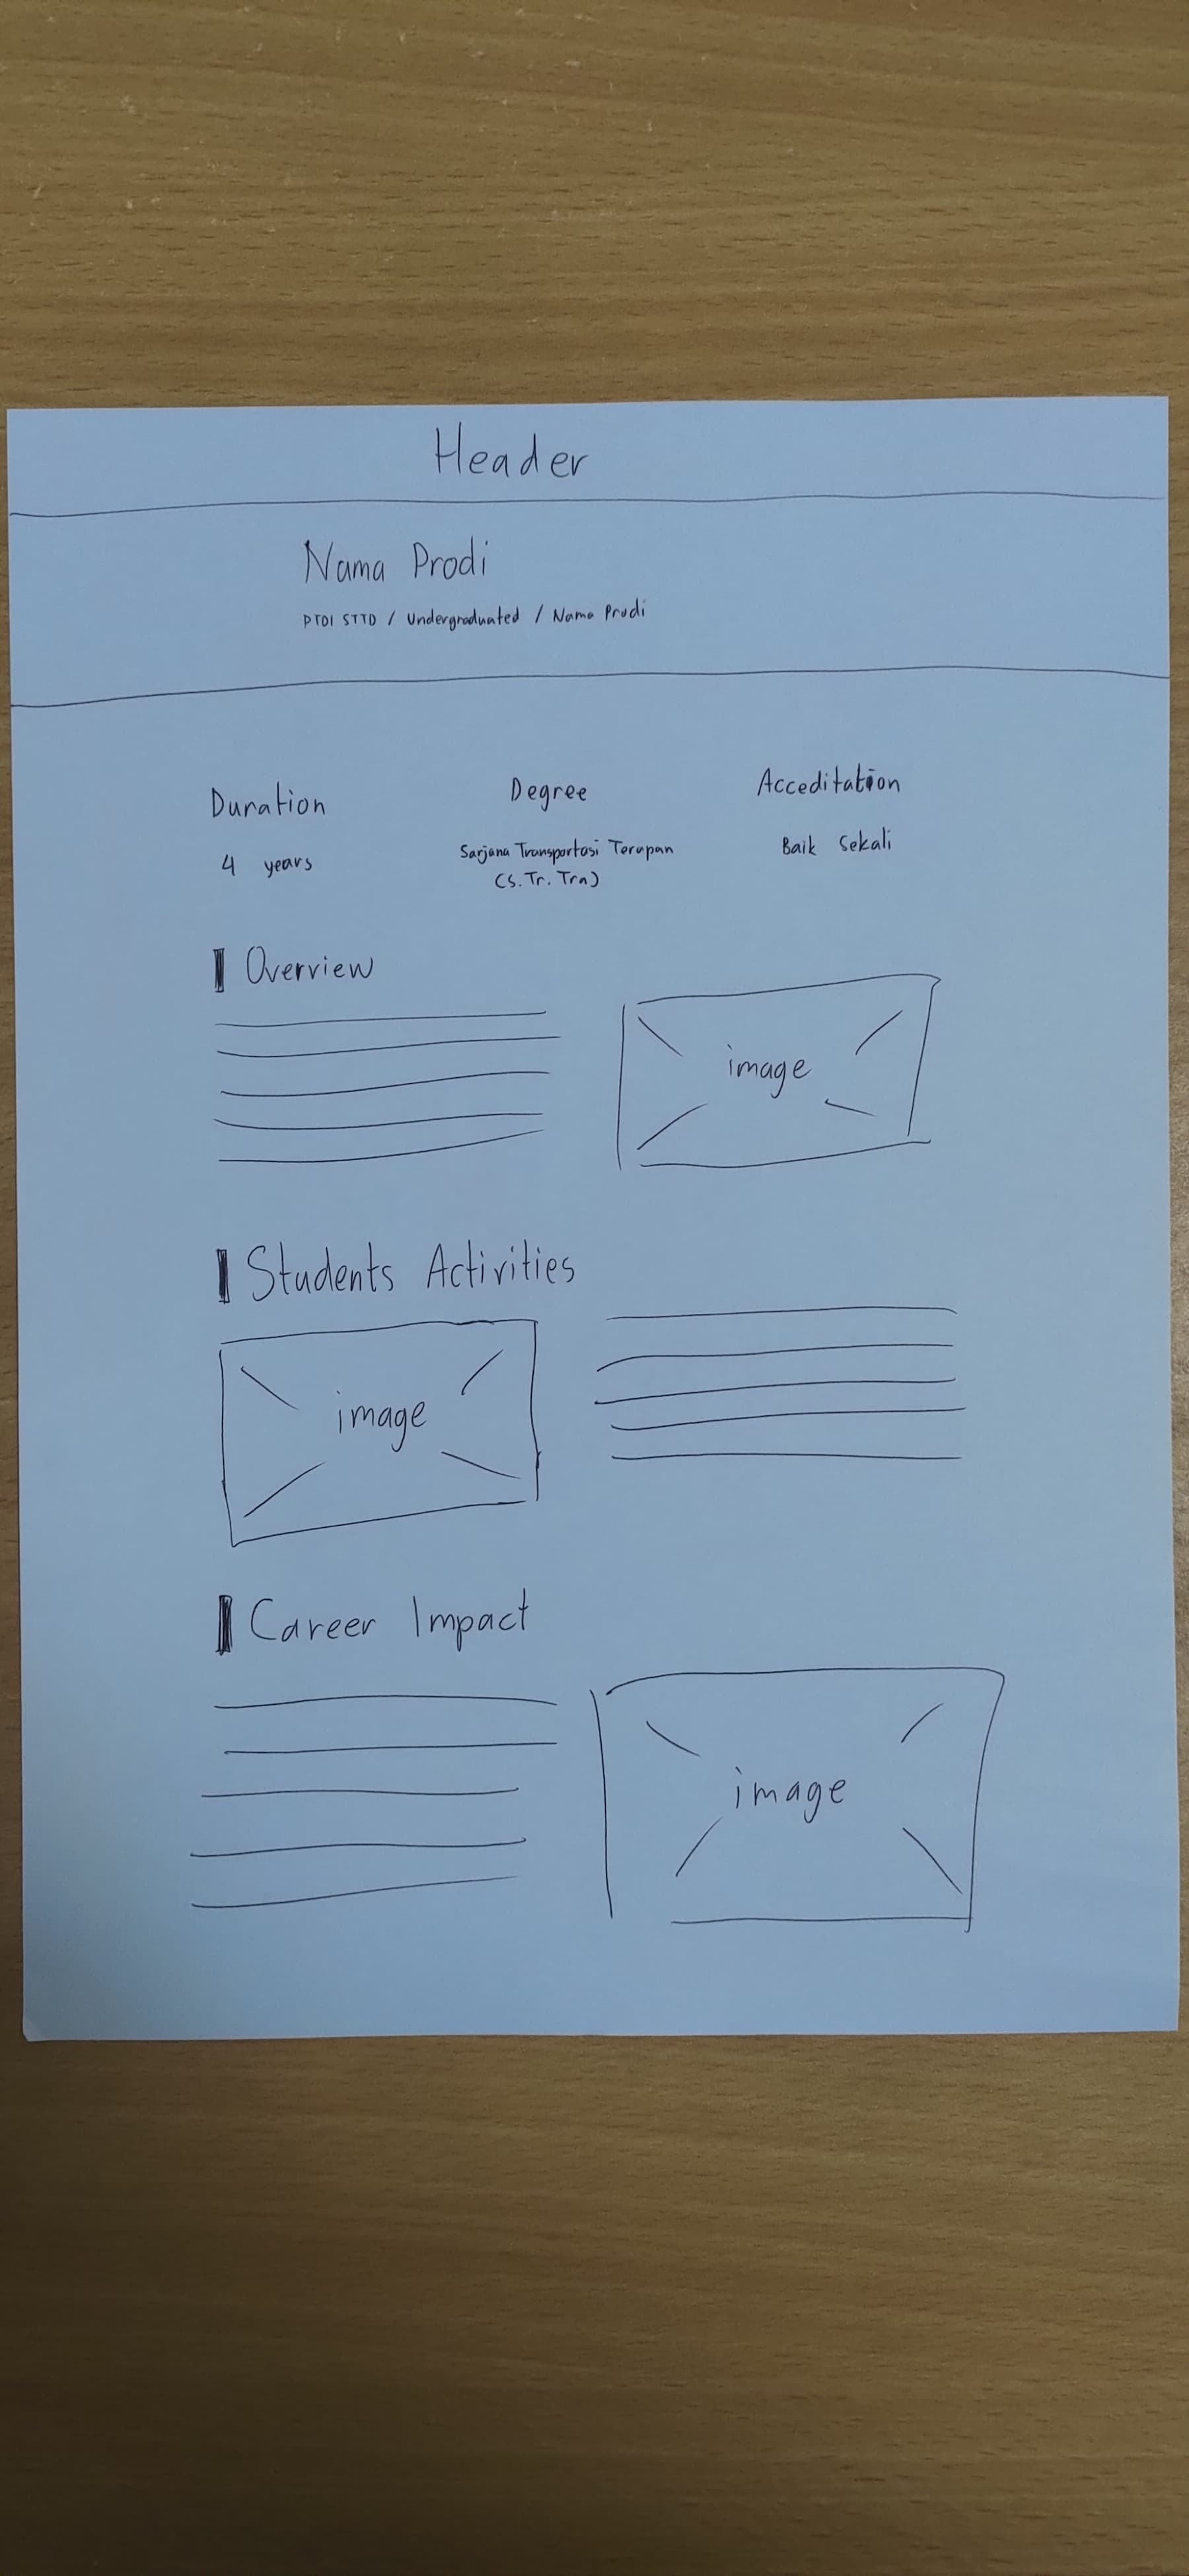 Header
Nama Prodi
PTDI STTD / Undergraduated / Nama Prodi
Duration
4 years
Degree
Sarjana Transportasi Terapan
(S.Tr.Tra)
Acceditation
Baik Sekali
Overview
image
Students Activities
image
Career Impact
image